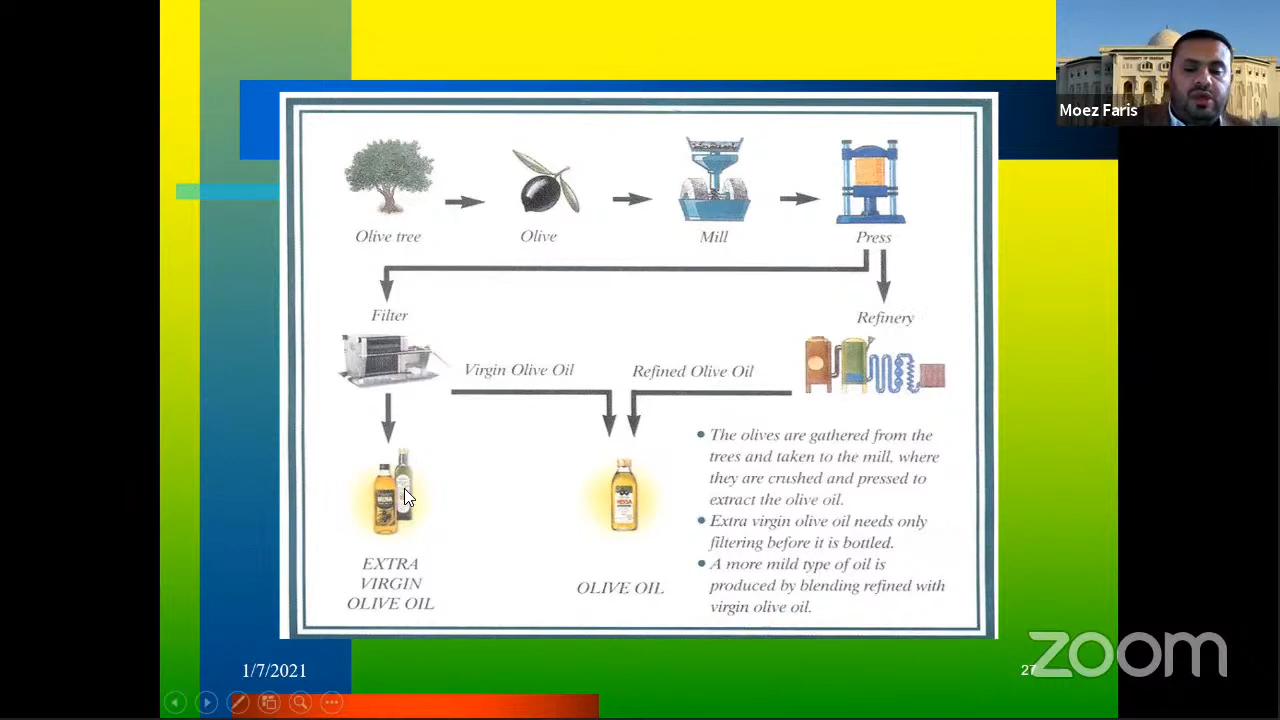 Moez Faris
Olive tree
Olive
Mill
Press
Filter
Refinery
Virgin Olive Oil
Refined Olive Oil
• The olives are gathered from the
trees and taken to the mill, where
they are crushed and pressed to
extract the olive oil.
• Extra virgin olive oil needs only
filtering before it is bottled.
• A more mild type of oil is
produced by blending refined with
virgin olive oil.
EXTRA
VIRGIN
OLIVE OIL
OLIVE OIL
1/7/2021
27
zoom